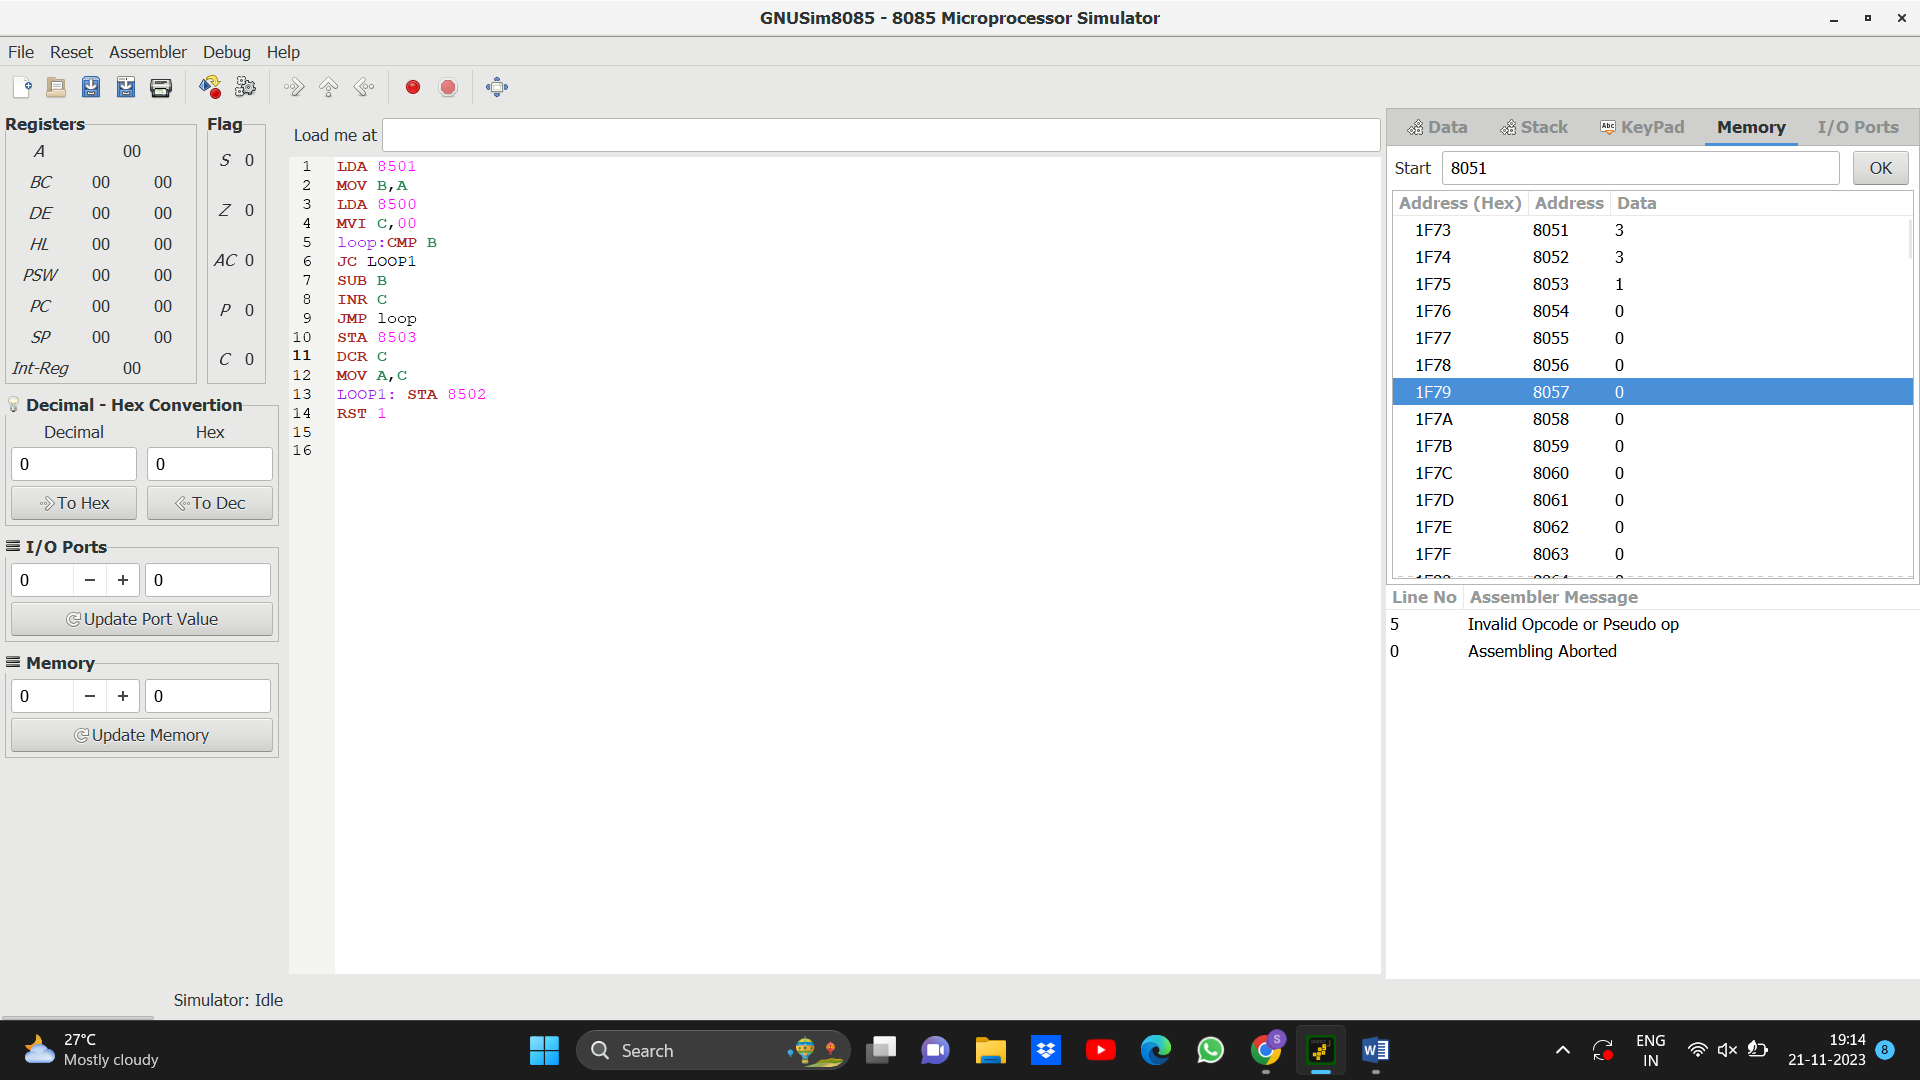 GNUSim8085 - 8085 Microprocessor Simulator
File Reset Assembler Debug Help
Registers
A 00
BC 00 00
DE 00 00
HL 00 00
PSW 00 00
PC 00 00
SP 00 00
Int-Reg 00
Flag
S 0
Z 0
AC 0
P 0
C 0
Decimal - Hex Convertion
Decimal Hex
0 0
To Hex To Dec
I/O Ports
0 − + 0
Update Port Value
Memory
0 − + 0
Update Memory
Load me at
1 LDA 8501
2 MOV B,A
3 LDA 8500
4 MVI C,00
5 loop:CMP B
6 JC LOOP1
7 SUB B
8 INR C
9 JMP loop
10 STA 8503
11 DCR C
12 MOV A,C
13 LOOP1: STA 8502
14 RST 1
15
16
Data Stack Abc KeyPad Memory I/O Ports
Start 8051 OK
Address (Hex) Address Data
1F73 8051 3
1F74 8052 3
1F75 8053 1
1F76 8054 0
1F77 8055 0
1F78 8056 0
1F79 8057 0
1F7A 8058 0
1F7B 8059 0
1F7C 8060 0
1F7D 8061 0
1F7E 8062 0
1F7F 8063 0
Line No Assembler Message
5 Invalid Opcode or Pseudo op
0 Assembling Aborted
Simulator: Idle
27°C
Mostly cloudy
Search
S
ENG
IN
19:14
21-11-2023
8